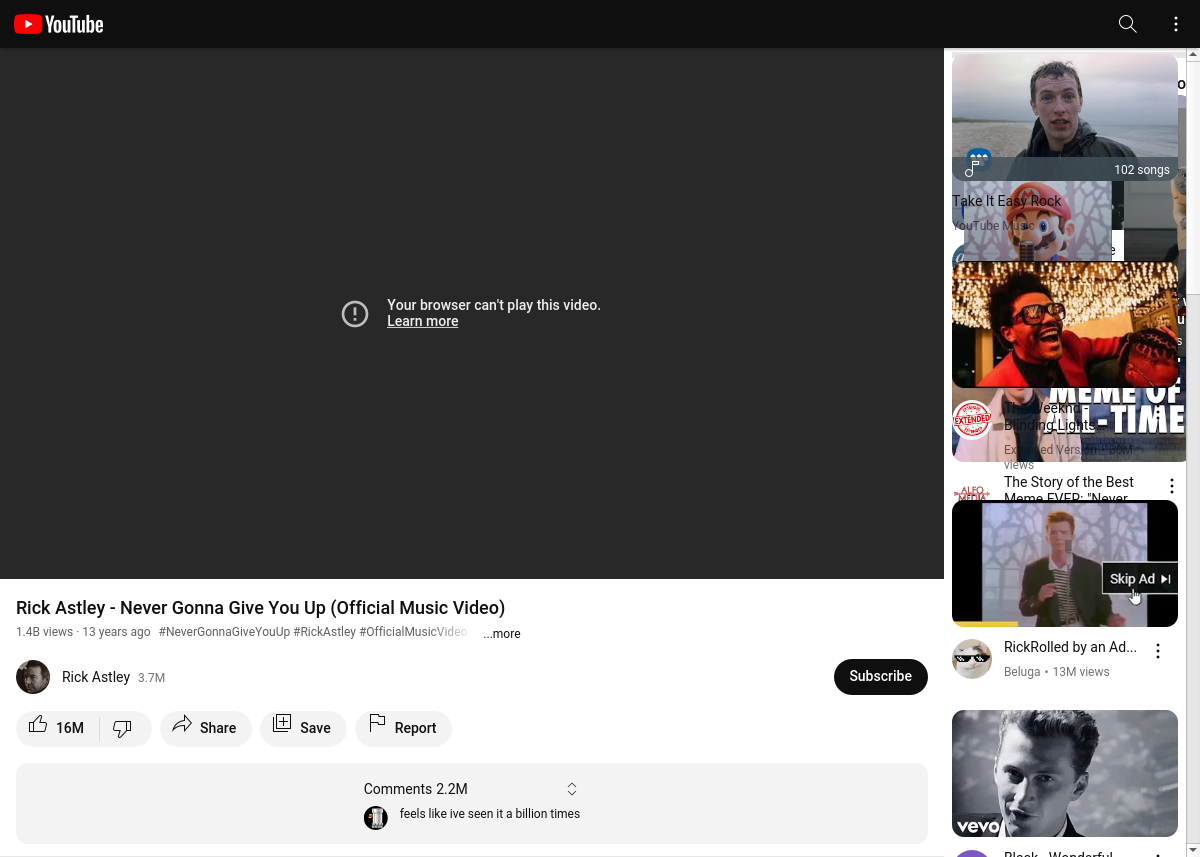 YouTube
Your browser can't play this video.
Learn more
Rick Astley - Never Gonna Give You Up (Official Music Video)
1.4B views · 13 years ago #NeverGonnaGiveYouUp #RickAstley #OfficialMusicVideo ...more
Rick Astley 3.7M
Subscribe
16M
Share
Save
Report
Comments 2.2M
feels like ive seen it a billion times
102 songs
Take It Easy Rock
YouTube Music
MEME OF
ALL-TIME
EXTENDED
The Weeknd -
Blinding Lights
Extended Version
views
The Story of the Best
Meme EVER: "Never
Skip Ad
RickRolled by an Ad...
Beluga • 13M views
vevo
Black - Wonderful